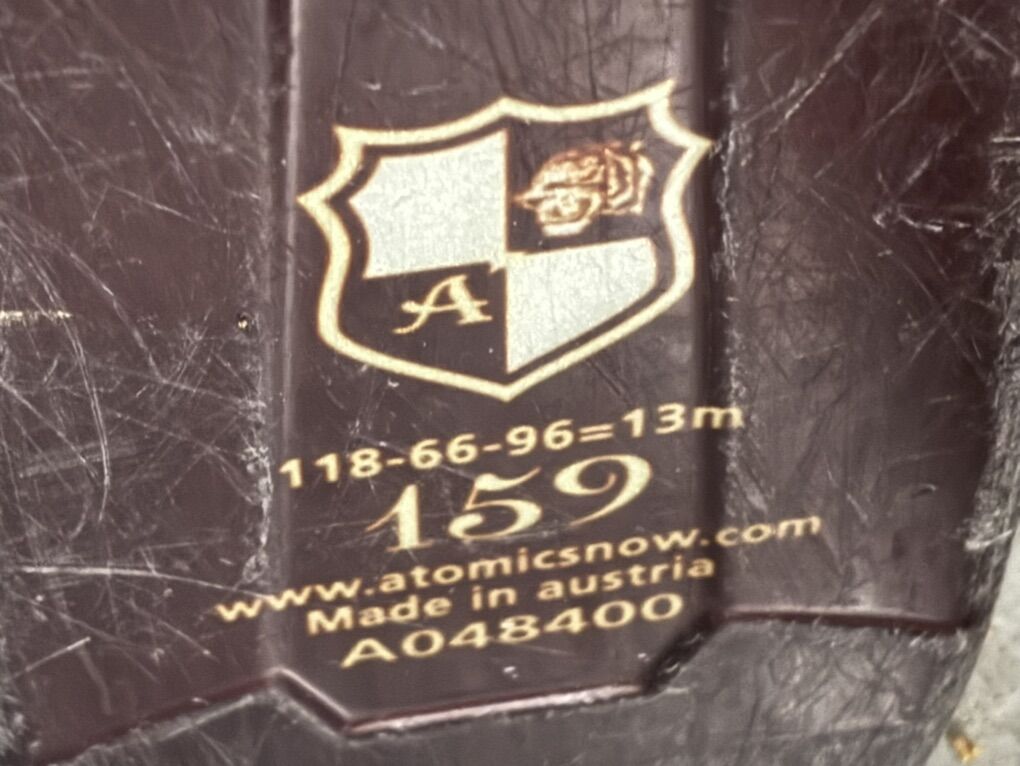 A
118-66-96=13m
159
www.atomicsnow.com
Made in austria
A048400